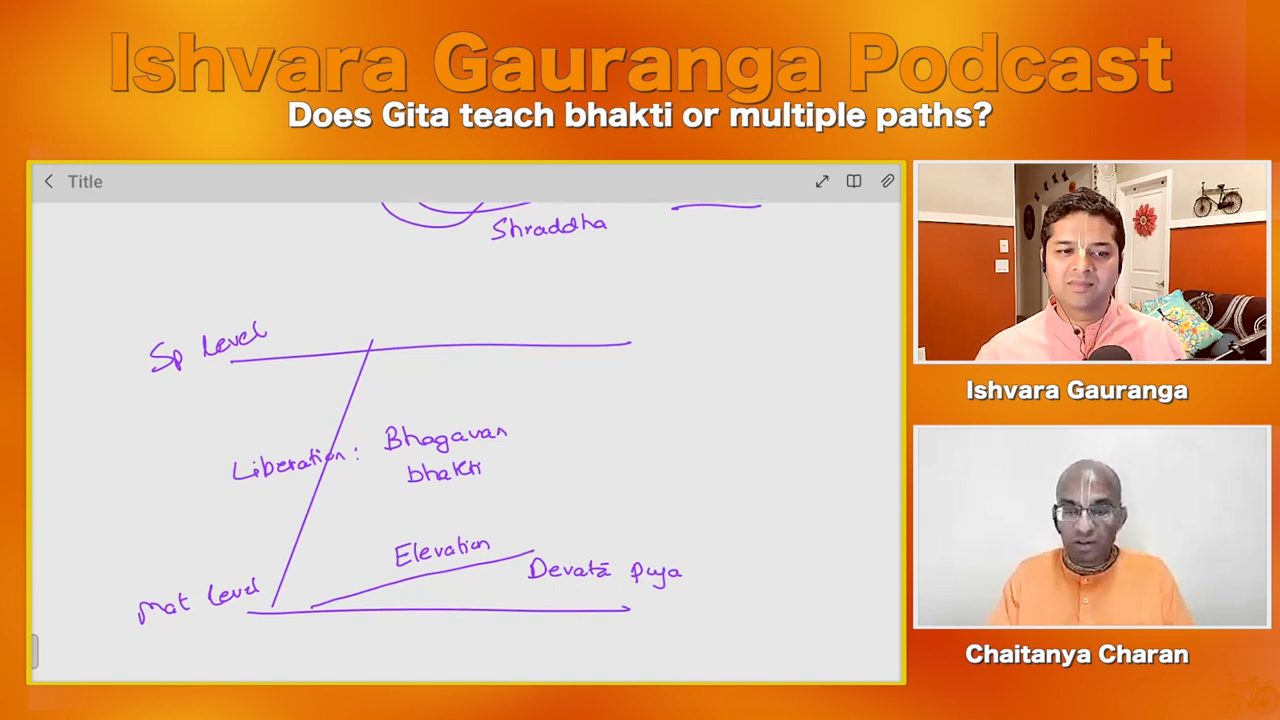 Ishvara Gauranga Podcast
Does Gita teach bhakti or multiple paths?
Title
Shraddha
Sp Level
Liberation: Bhagavan
bhakti
Elevation
Devatā puja
Mat Level
Ishvara Gauranga
Chaitanya Charan